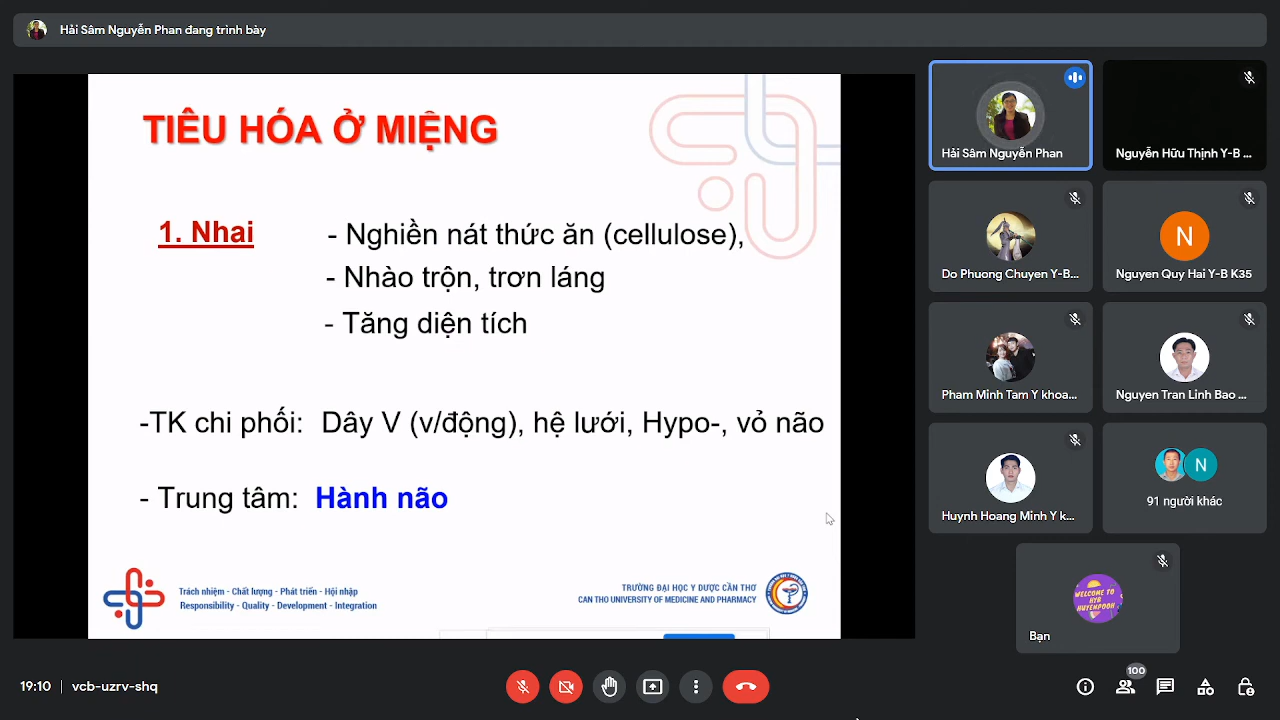 Hải Sâm Nguyễn Phan đang trình bày
TIÊU HÓA Ở MIỆNG
1. Nhai
- Nghiền nát thức ăn (cellulose),
- Nhào trộn, trơn láng
- Tăng diện tích
-TK chi phối: Dây V (v/động), hệ lưới, Hypo-, vỏ não
- Trung tâm: Hành não
Trách nhiệm - Chất lượng - Phát triển - Hội nhập
Responsibility - Quality - Development - Integration
TRƯỜNG ĐẠI HỌC Y DƯỢC CẦN THƠ
CAN THO UNIVERSITY OF MEDICINE AND PHARMACY
Hải Sâm Nguyễn Phan
Nguyễn Hữu Thịnh Y-B ...
Do Phuong Chuyen Y-B...
N
Nguyen Quy Hai Y-B K35
Pham Minh Tam Y khoa...
Nguyen Tran Linh Bao ...
Huynh Hoang Minh Y k...
N
91 người khác
WELCOME TO
HYB
HUYENPOOH
Bạn
19:10 | vcb-uzrv-shq
100